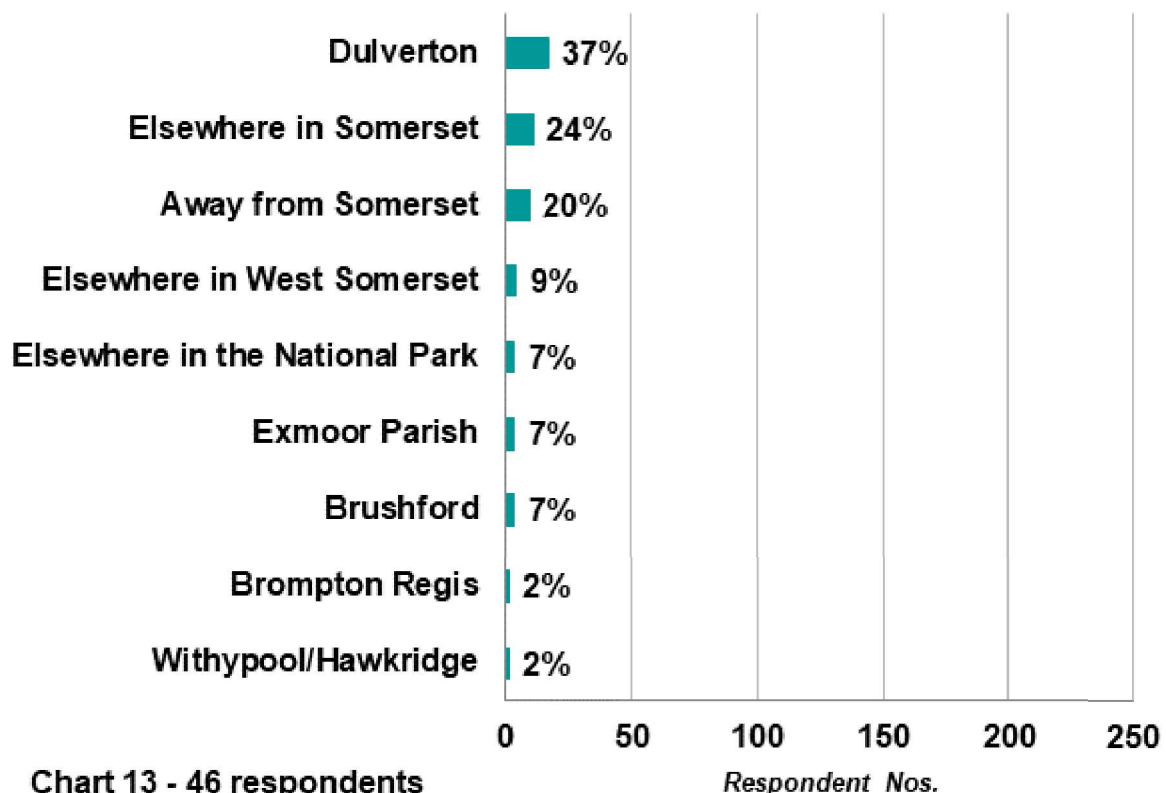 Dulverton 37%
Elsewhere in Somerset 24%
Away from Somerset 20%
Elsewhere in West Somerset 9%
Elsewhere in the National Park 7%
Exmoor Parish 7%
Brushford 7%
Brompton Regis 2%
Withypool/Hawkridge 2%
0 50 100 150 200 250
Chart 13 - 46 respondents Respondent Nos.